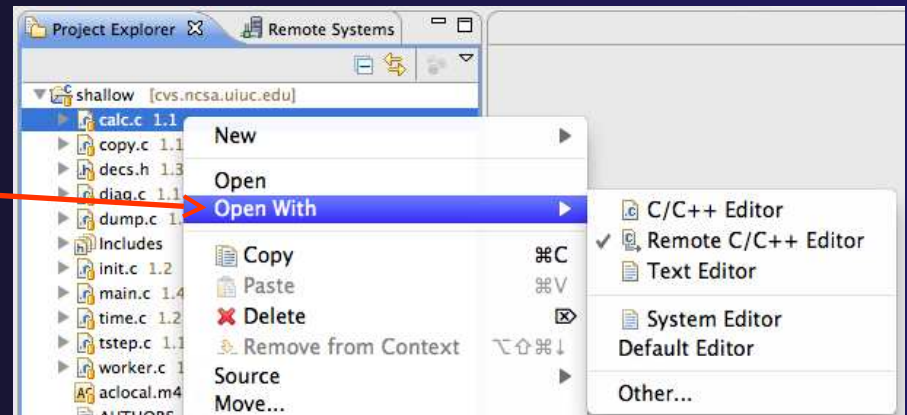 Project Explorer
Remote Systems
shallow [cvs.ncsa.uiuc.edu]
calc.c 1.1
copy.c 1.1
decs.h 1.3
diag.c 1.1
dump.c 1.
Includes
init.c 1.2
main.c 1.4
time.c 1.2
tstep.c 1.1
worker.c 1
aclocal.m4
AUTHORS
New
Open
Open With
Copy ⌘C
Paste ⌘V
Delete ⌦
Remove from Context ⌥⇧⌘↓
Source
Move...
C/C++ Editor
Remote C/C++ Editor
Text Editor
System Editor
Default Editor
Other...